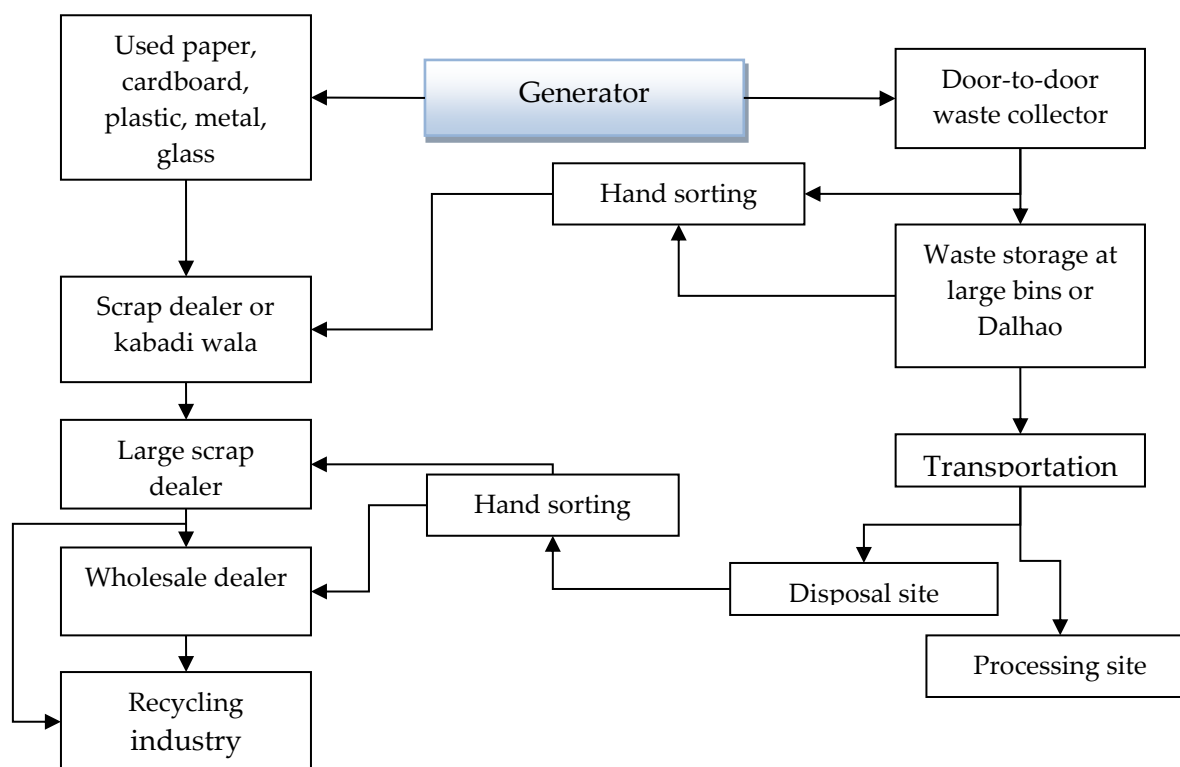 Used paper,
cardboard,
plastic, metal,
glass
Generator
Door-to-door
waste collector
Hand sorting
Waste storage at
large bins or
Dalhao
Scrap dealer or
kabadi wala
Large scrap
dealer
Hand sorting
Transportation
Wholesale dealer
Disposal site
Processing site
Recycling
industry